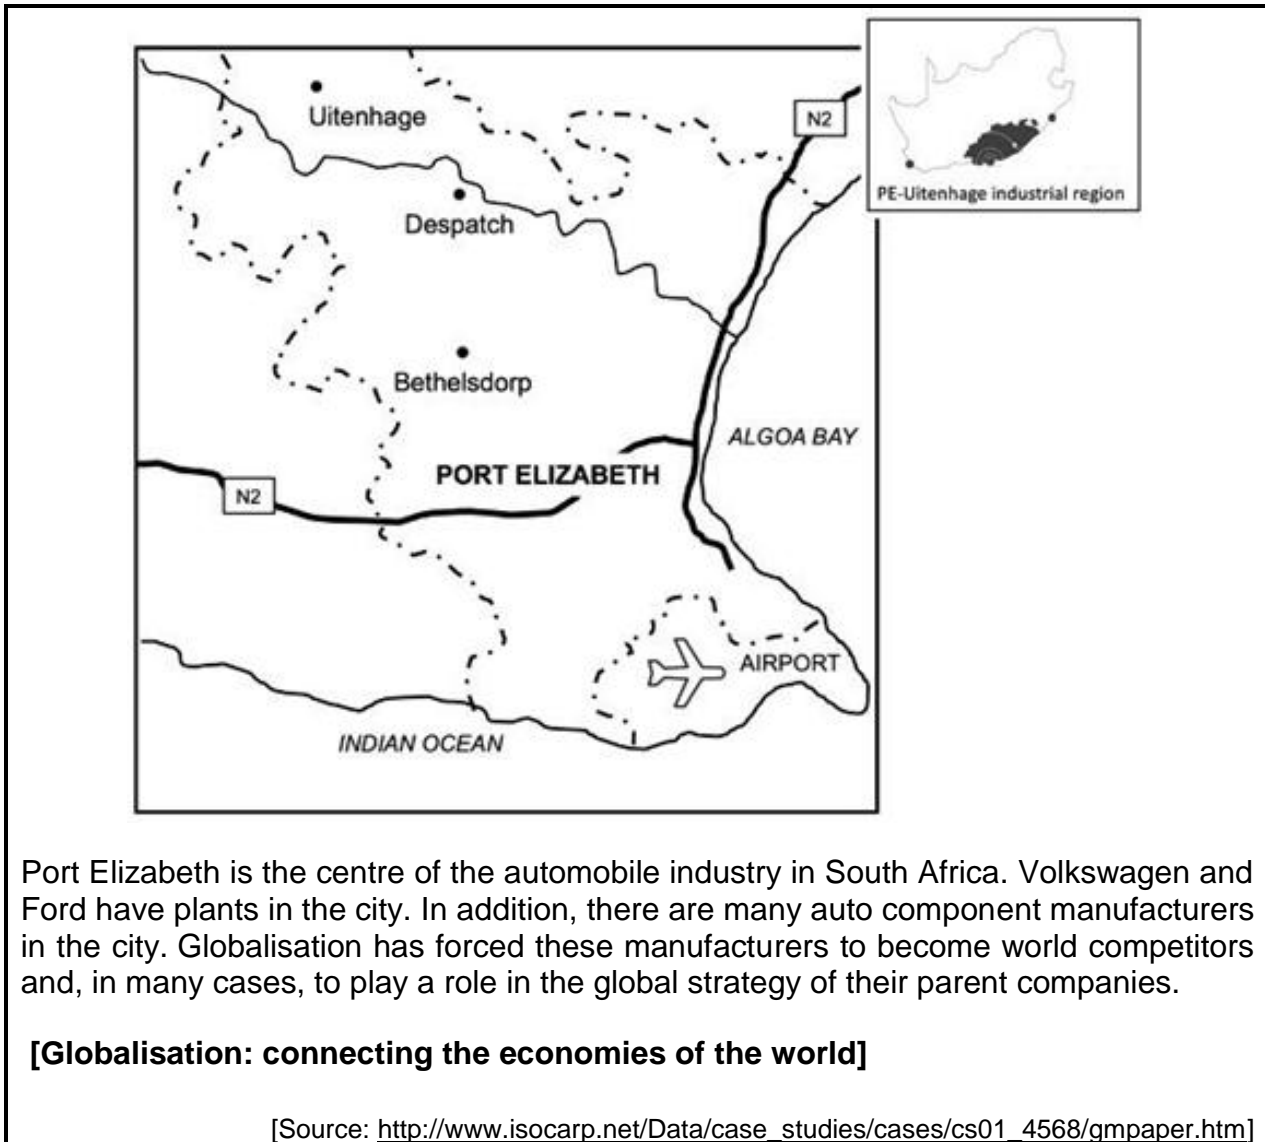 N2
PE-Uitenhage industrial region
Uitenhage
Despatch
Bethelsdorp
ALGOA BAY
PORT ELIZABETH
N2
AIRPORT
INDIAN OCEAN
Port Elizabeth is the centre of the automobile industry in South Africa. Volkswagen and
Ford have plants in the city. In addition, there are many auto component manufacturers
in the city. Globalisation has forced these manufacturers to become world competitors
and, in many cases, to play a role in the global strategy of their parent companies.
[Globalisation: connecting the economies of the world]
[Source: http://www.isocarp.net/Data/case_studies/cases/cs01_4568/gmpaper.htm]